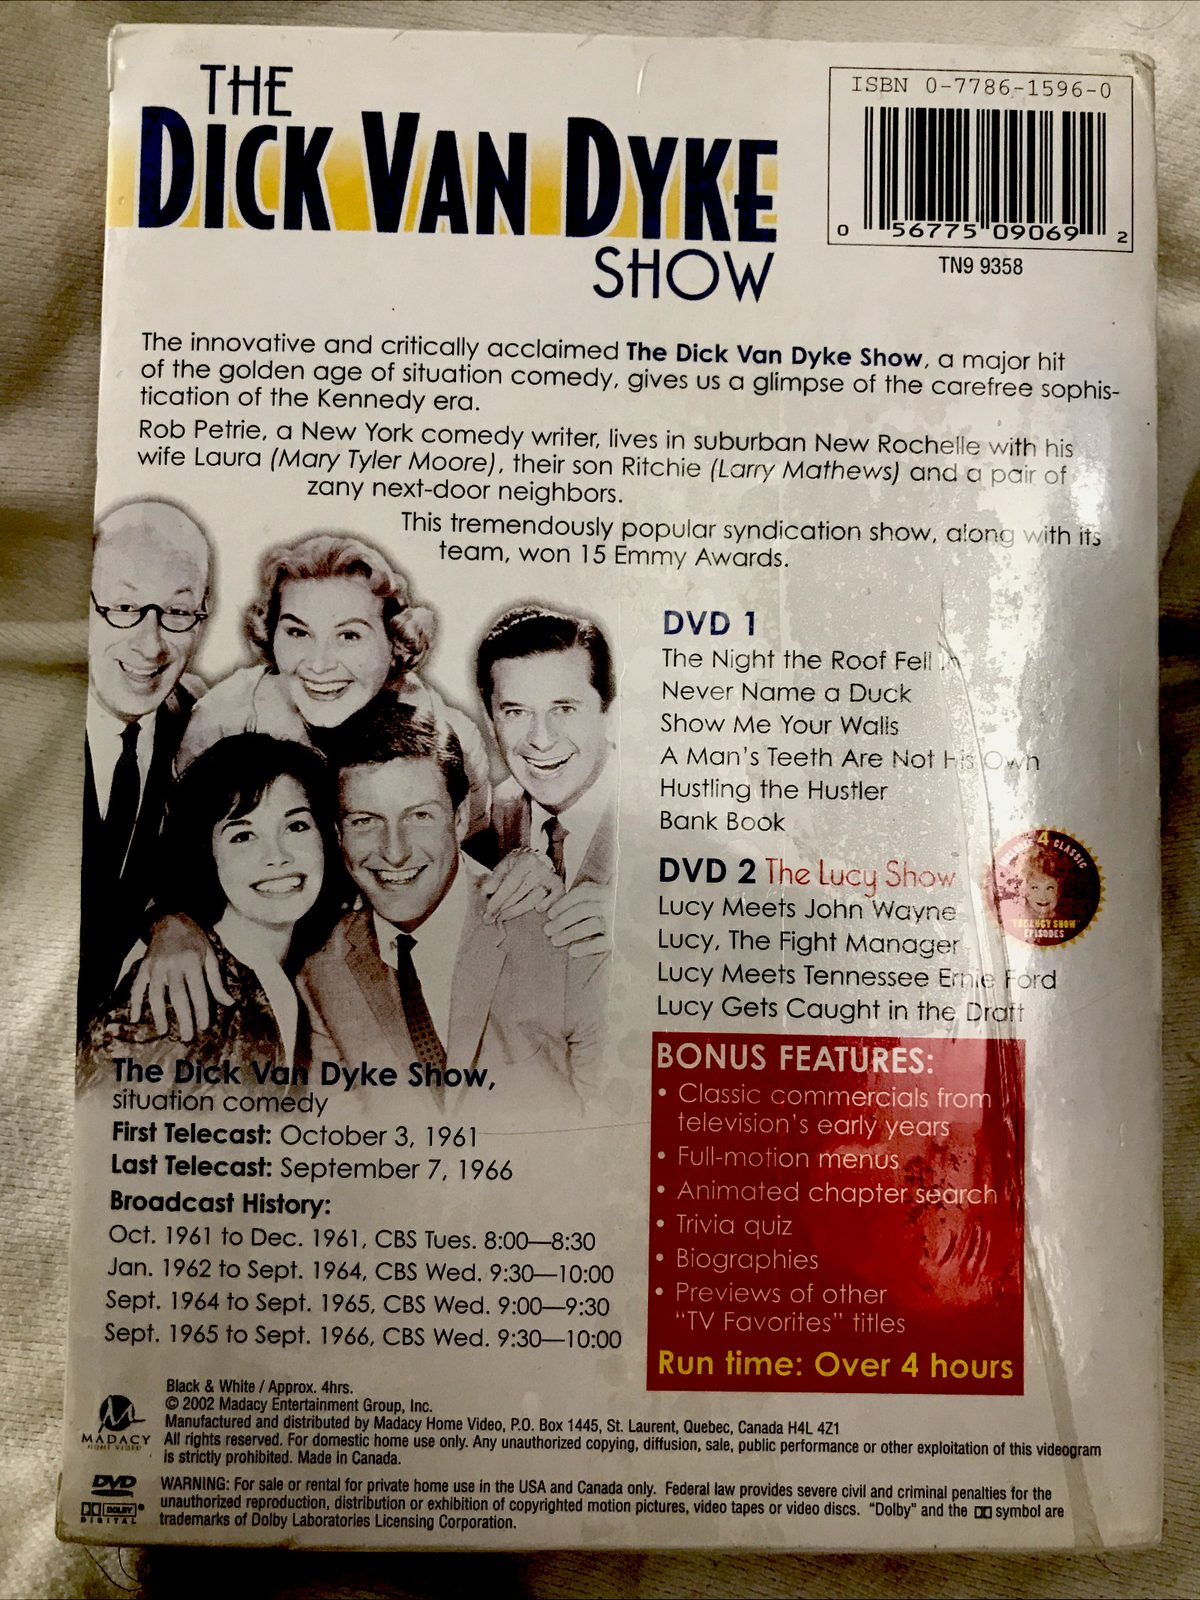 THE
DICK VAN DYKE
SHOW
ISBN 0-7786-1596-0
0 56775 09069 2
TN9 9358
The innovative and critically acclaimed The Dick Van Dyke Show, a major hit
of the golden age of situation comedy, gives us a glimpse of the carefree sophis-
tication of the Kennedy era.
Rob Petrie, a New York comedy writer, lives in suburban New Rochelle with his
wife Laura (Mary Tyler Moore), their son Ritchie (Larry Mathews) and a pair of
zany next-door neighbors.
This tremendously popular syndication show, along with its
team, won 15 Emmy Awards.
DVD 1
The Night the Roof Fell In
Never Name a Duck
Show Me Your Walls
A Man's Teeth Are Not His Own
Hustling the Hustler
Bank Book
DVD 2 The Lucy Show
Lucy Meets John Wayne
Lucy, The Fight Manager
Lucy Meets Tennessee Ernie Ford
Lucy Gets Caught in the Draft
4 CLASSIC
THE LUCY SHOW
EPISODES
BONUS FEATURES:
• Classic commercials from
television's early years
• Full-motion menus
• Animated chapter search
• Trivia quiz
• Biographies
• Previews of other
"TV Favorites" titles
Run time: Over 4 hours
The Dick Van Dyke Show,
situation comedy
First Telecast: October 3, 1961
Last Telecast: September 7, 1966
Broadcast History:
Oct. 1961 to Dec. 1961, CBS Tues. 8:00—8:30
Jan. 1962 to Sept. 1964, CBS Wed. 9:30—10:00
Sept. 1964 to Sept. 1965, CBS Wed. 9:00—9:30
Sept. 1965 to Sept. 1966, CBS Wed. 9:30—10:00
MADACY
HOME VIDEO
Black & White / Approx. 4hrs.
© 2002 Madacy Entertainment Group, Inc.
Manufactured and distributed by Madacy Home Video, P.O. Box 1445, St. Laurent, Quebec, Canada H4L 4Z1
All rights reserved. For domestic home use only. Any unauthorized copying, diffusion, sale, public performance or other exploitation of this videogram
is strictly prohibited. Made in Canada.
DVD
DOLBY
DIGITAL
WARNING: For sale or rental for private home use in the USA and Canada only. Federal law provides severe civil and criminal penalties for the
unauthorized reproduction, distribution or exhibition of copyrighted motion pictures, video tapes or video discs. "Dolby" and the symbol are
trademarks of Dolby Laboratories Licensing Corporation.